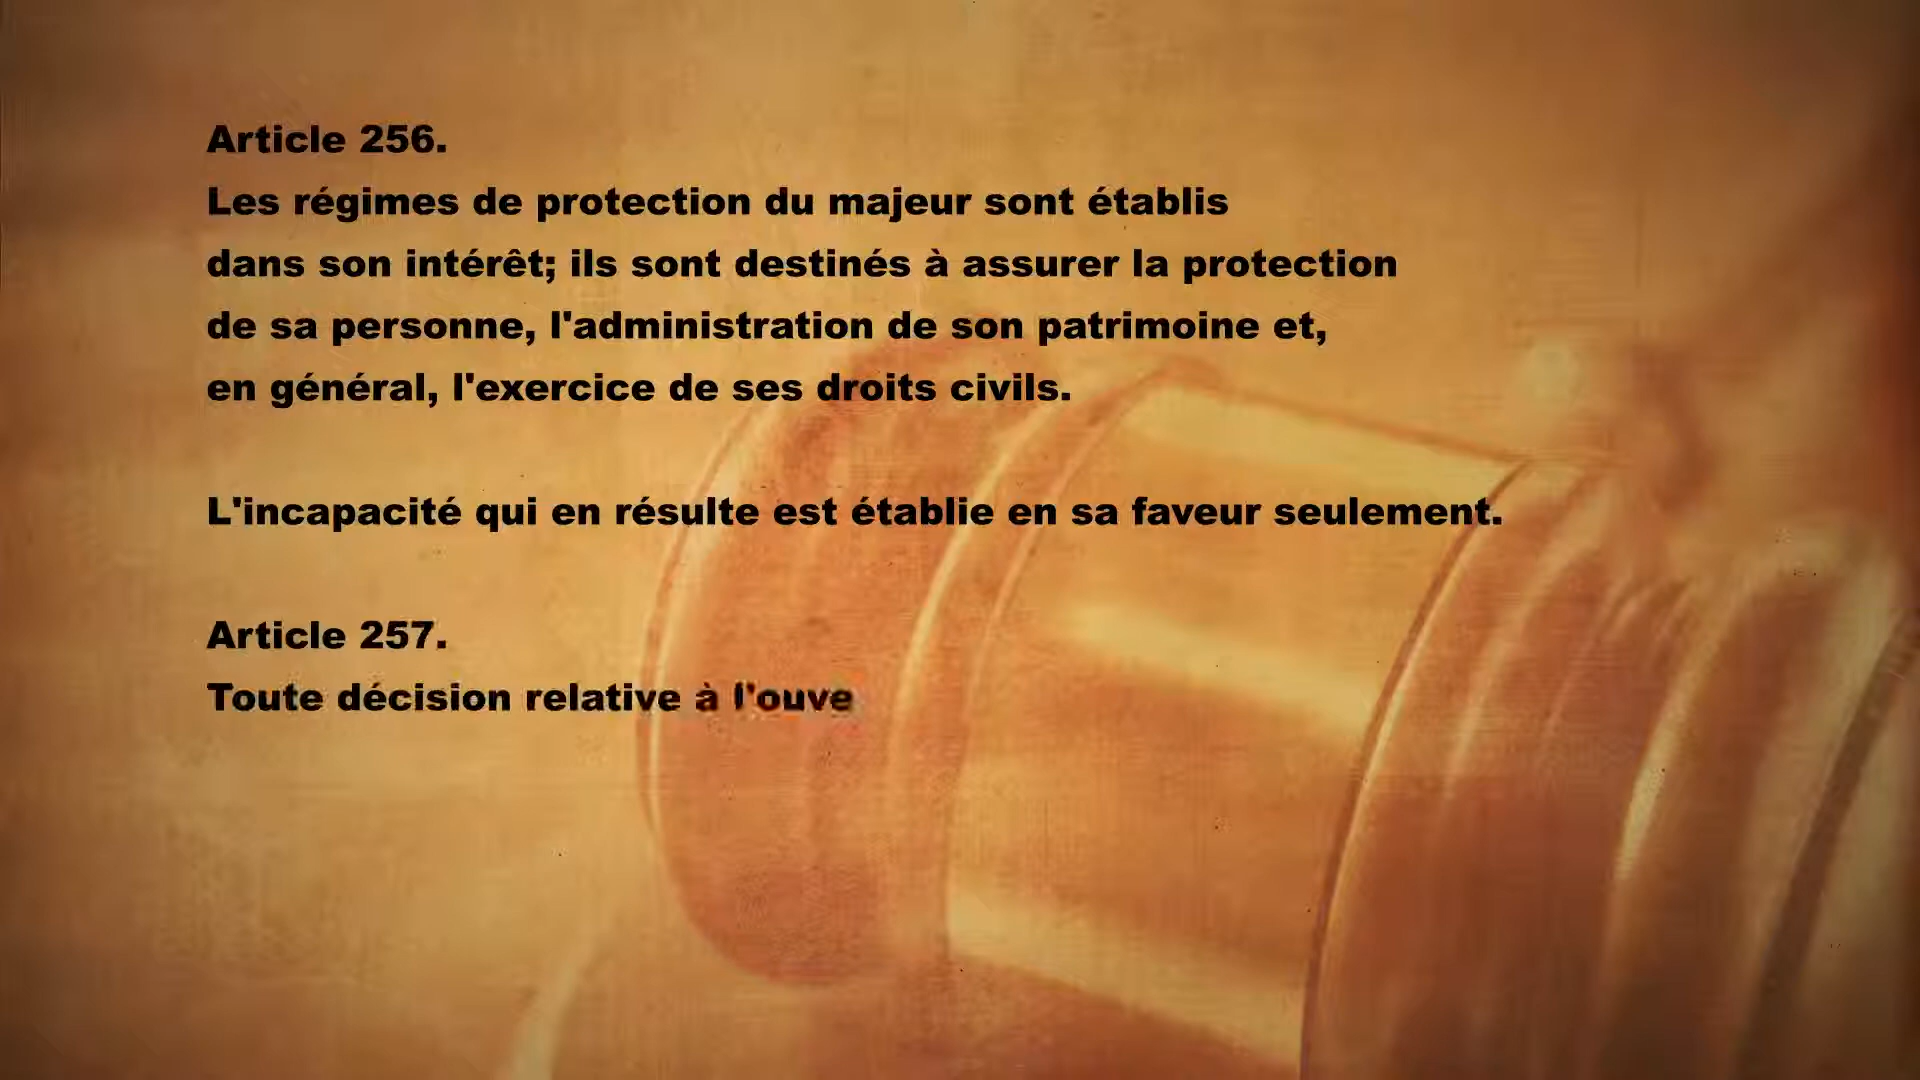 Article 256.
Les régimes de protection du majeur sont établis
dans son intérêt; ils sont destinés à assurer la protection
de sa personne, l'administration de son patrimoine et,
en général, l'exercice de ses droits civils.
L'incapacité qui en résulte est établie en sa faveur seulement.
Article 257.
Toute décision relative à l'ouve